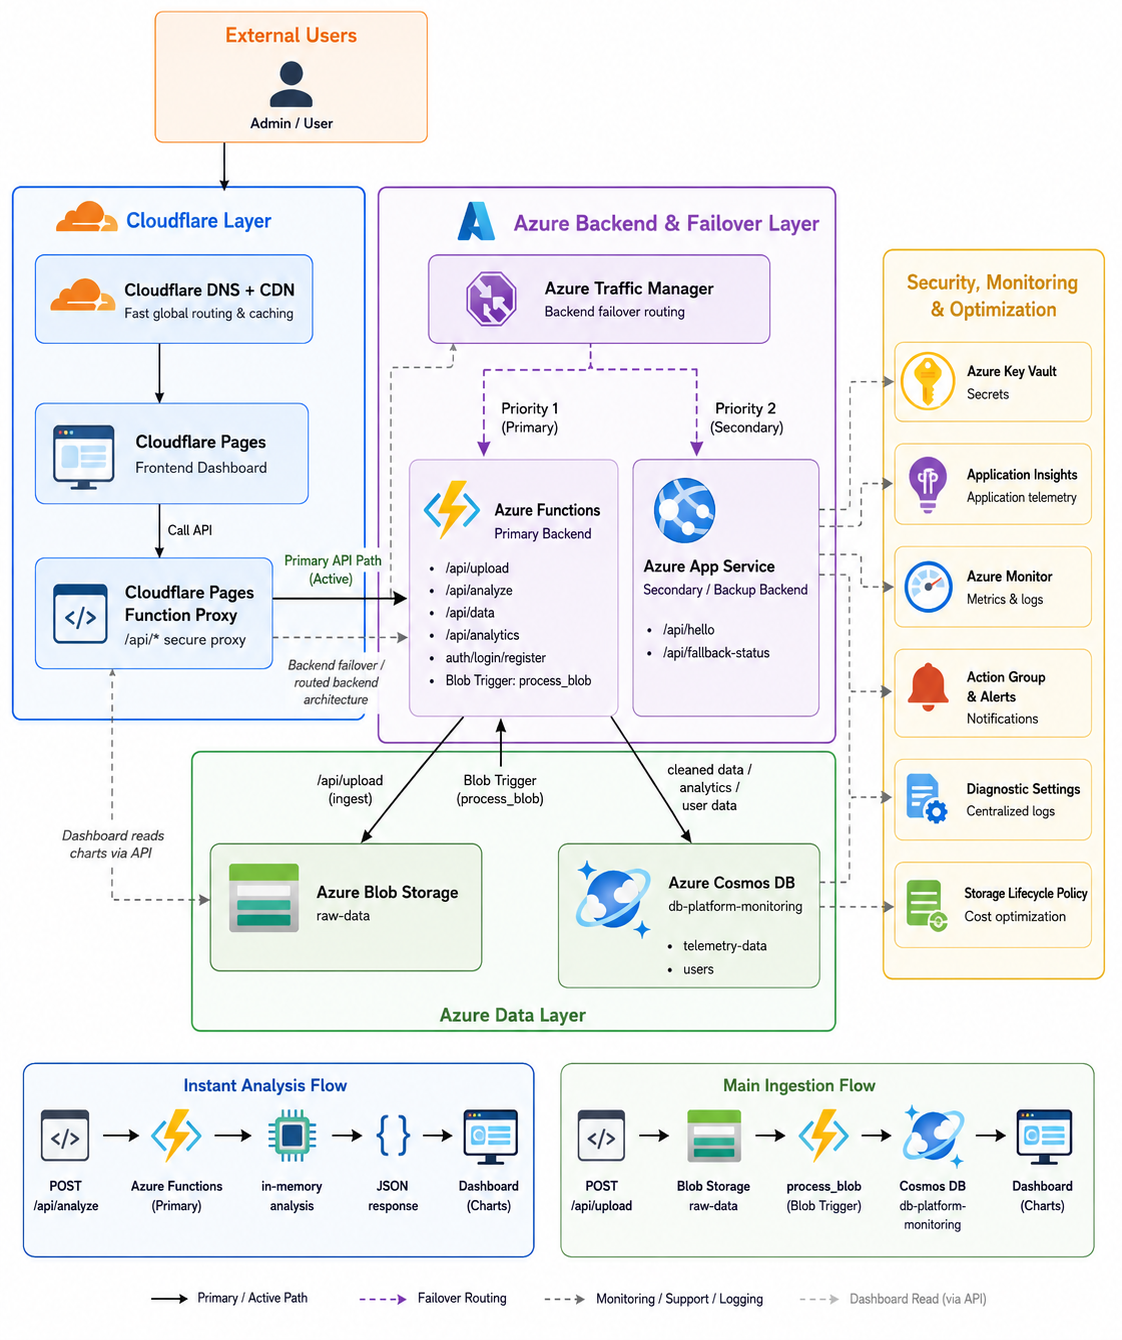 External Users
Admin / User
Cloudflare Layer
Cloudflare DNS + CDN
Fast global routing & caching
Cloudflare Pages
Frontend Dashboard
Call API
Cloudflare Pages
Function Proxy
/api/* secure proxy
Primary API Path
(Active)
Backend failover /
routed backend
architecture
Dashboard reads
charts via API
Azure Backend & Failover Layer
Azure Traffic Manager
Backend failover routing
Priority 1
(Primary)
Priority 2
(Secondary)
Azure Functions
Primary Backend
• /api/upload
• /api/analyze
• /api/data
• /api/analytics
• auth/login/register
• Blob Trigger: process_blob
Azure App Service
Secondary / Backup Backend
• /api/hello
• /api/fallback-status
/api/upload
(ingest)
Blob Trigger
(process_blob)
cleaned data /
analytics /
user data
Azure Blob Storage
raw-data
Azure Cosmos DB
db-platform-monitoring
• telemetry-data
• users
Azure Data Layer
Security, Monitoring
& Optimization
Azure Key Vault
Secrets
Application Insights
Application telemetry
Azure Monitor
Metrics & logs
Action Group
& Alerts
Notifications
Diagnostic Settings
Centralized logs
Storage Lifecycle Policy
Cost optimization
Instant Analysis Flow
POST
/api/analyze
Azure Functions
(Primary)
in-memory
analysis
JSON
response
Dashboard
(Charts)
Main Ingestion Flow
POST
/api/upload
Blob Storage
raw-data
process_blob
(Blob Trigger)
Cosmos DB
db-platform-
monitoring
Dashboard
(Charts)
Primary / Active Path
Failover Routing
Monitoring / Support / Logging
Dashboard Read (via API)